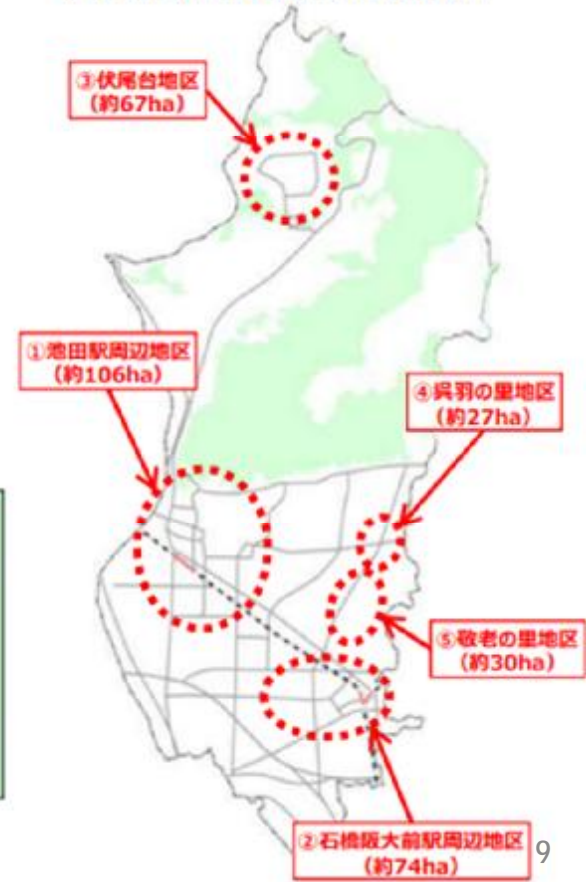 ③伏尾台地区
(約67ha)
①池田駅周辺地区
(約106ha)
④呉羽の里地区
(約27ha)
⑤敬老の里地区
(約30ha)
②石橋阪大前駅周辺地区
(約74ha)
9